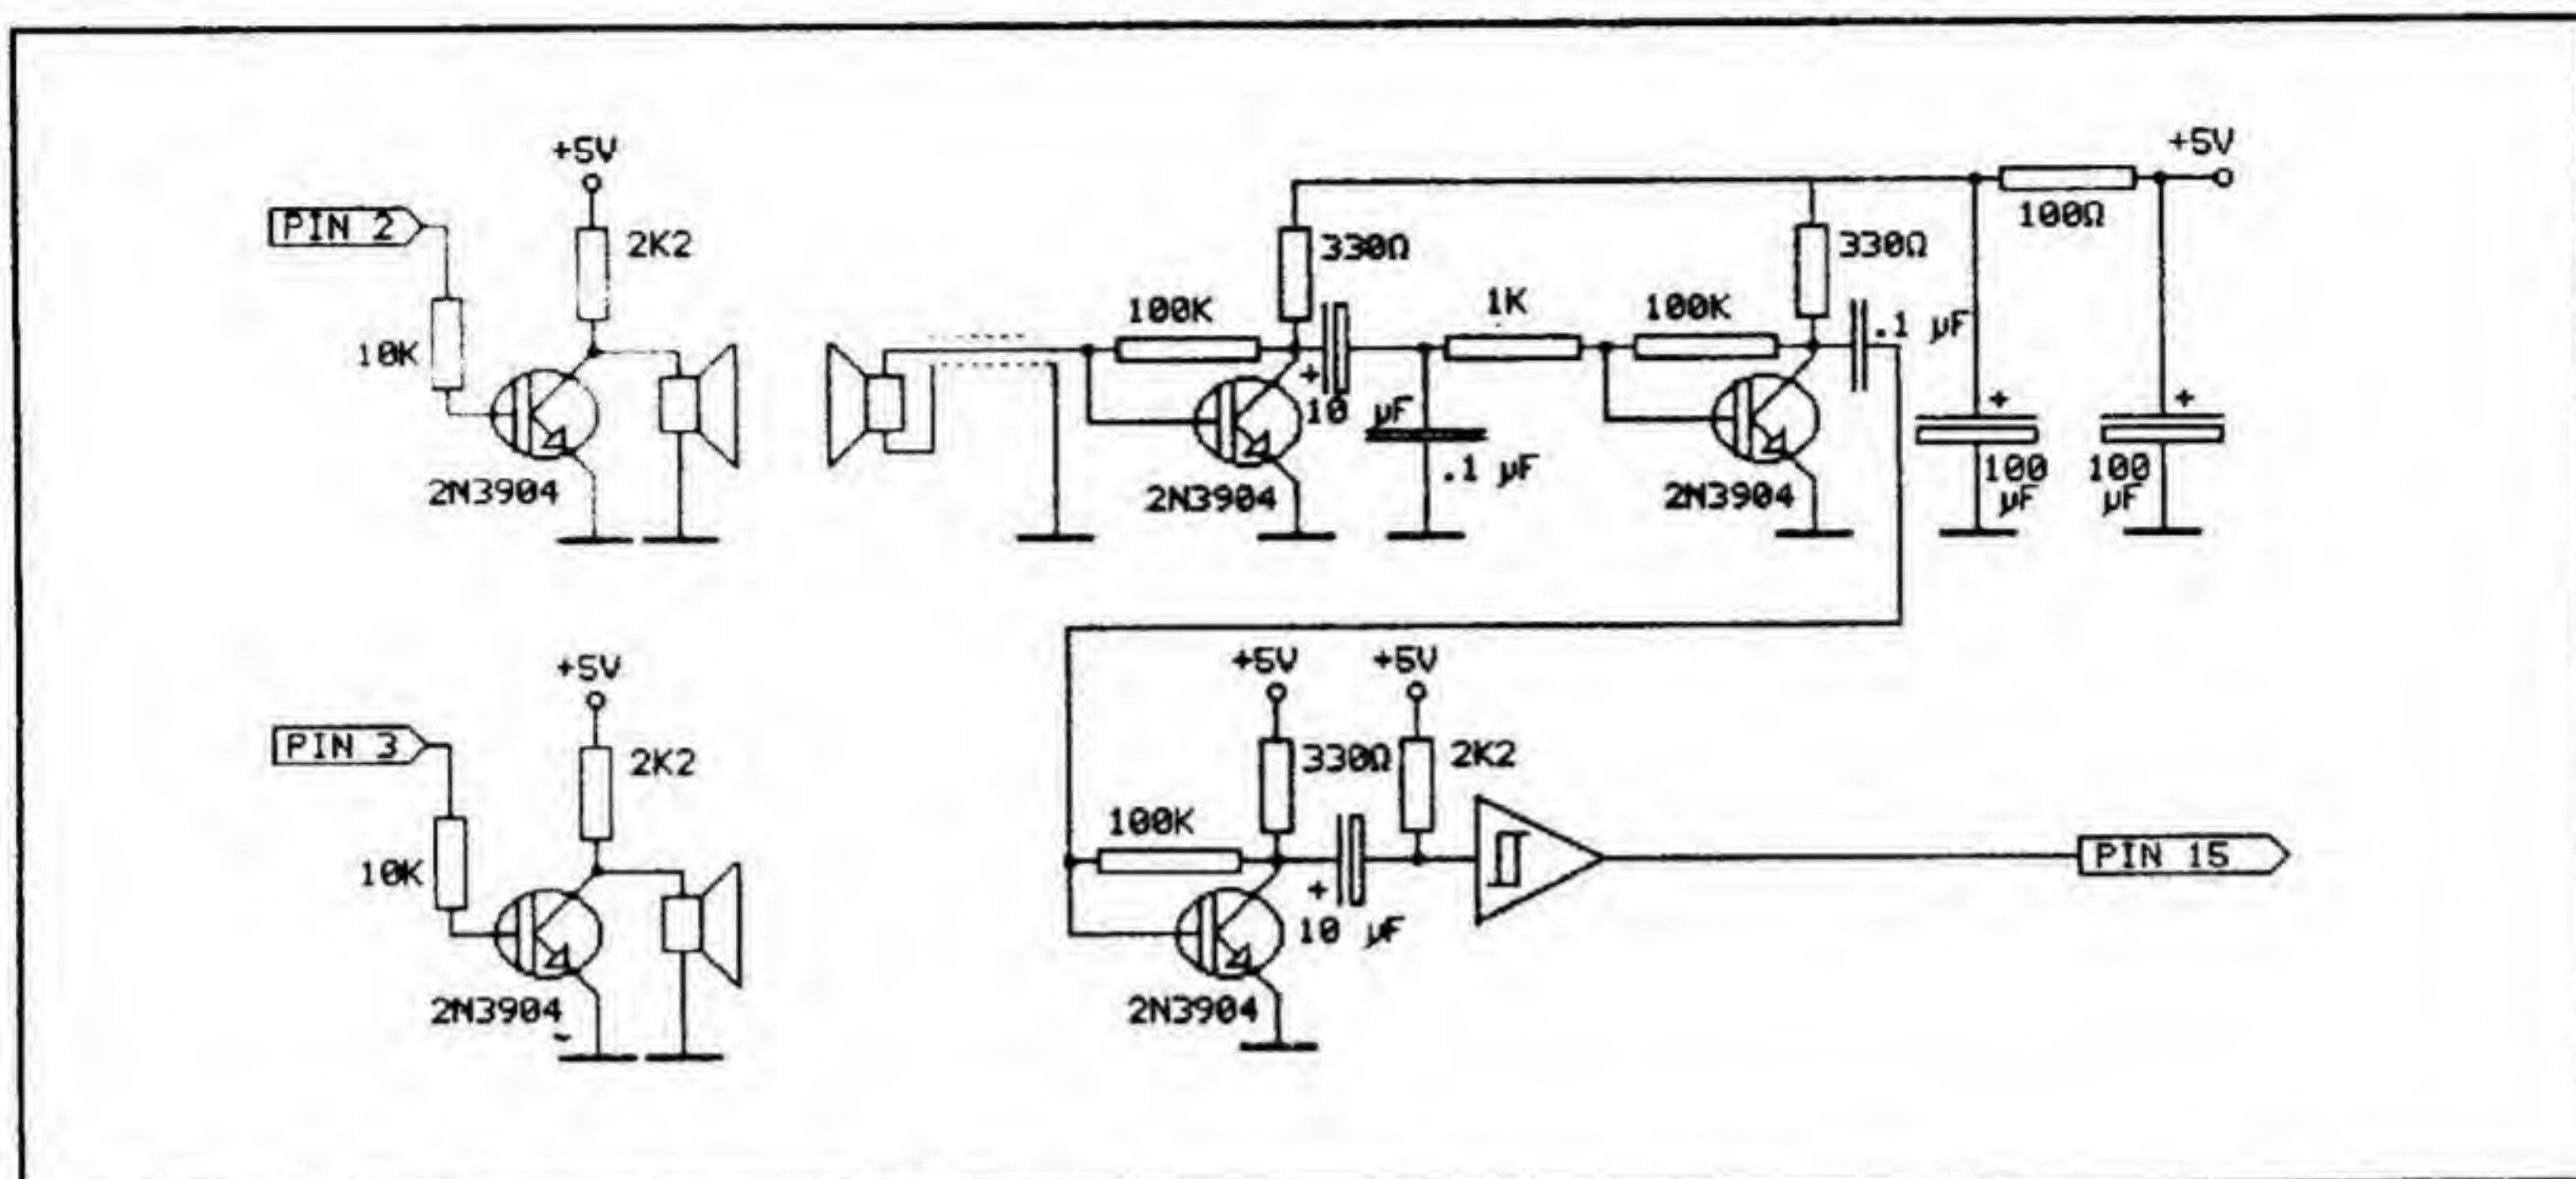 +5V
PIN 2
2K2
10K
2N3904
100K
330Ω
+
10 µF
.1 µF
1K
100K
330Ω
.1 µF
2N3904
2N3904
+5V
100Ω
+
100
µF
+
100
µF
+5V
PIN 3
2K2
10K
2N3904
+5V
+5V
330Ω
2K2
100K
+
10 µF
2N3904
PIN 15